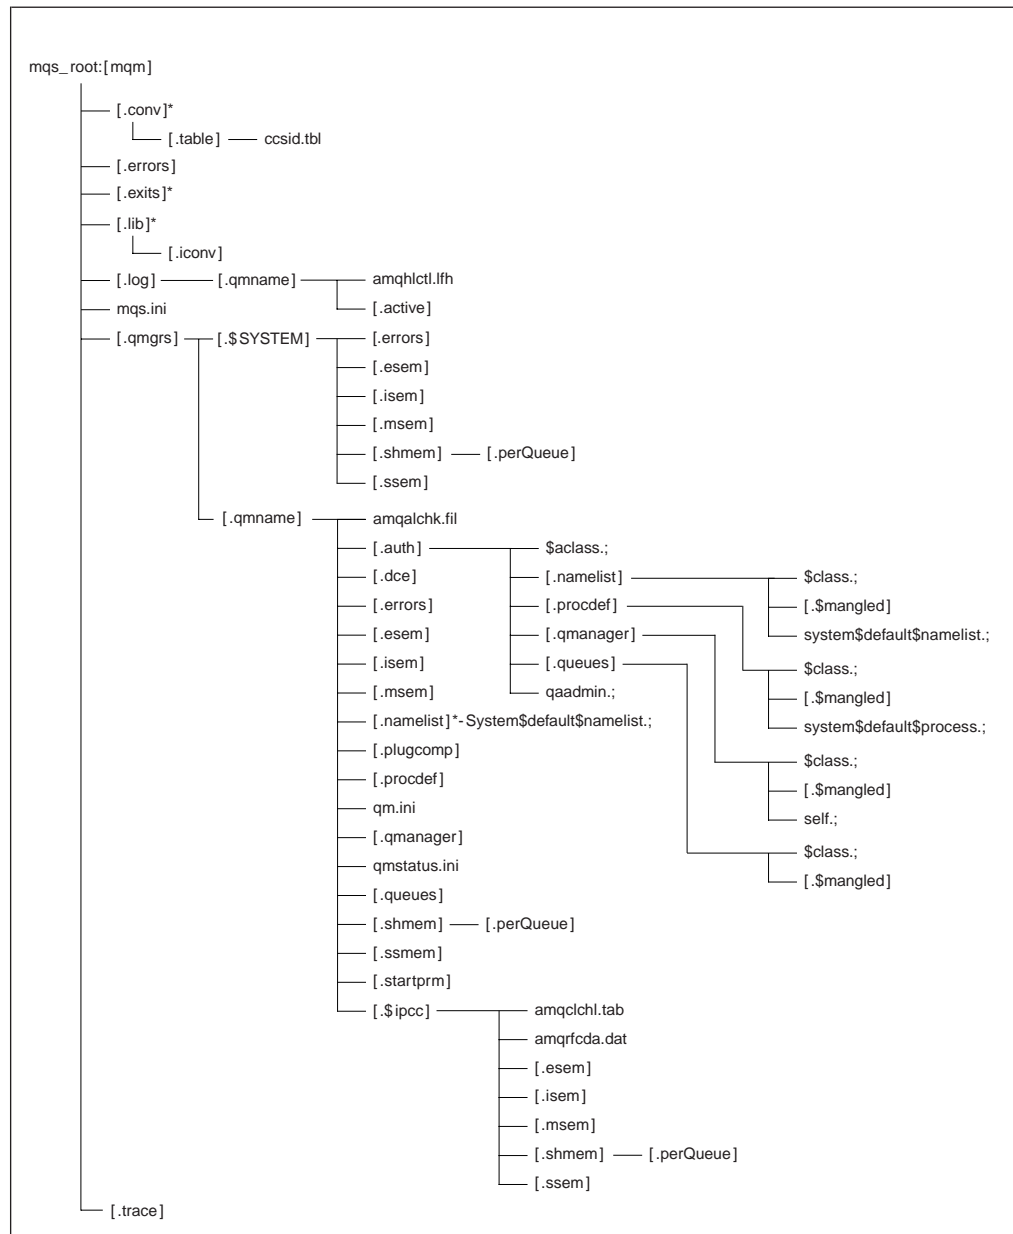 mqs_root:[mqm]
[.conv]*
[.table] ccsid.tbl
[.errors]
[.exits]*
[.lib]*
[.iconv]
[.log] [.qmname] amqhlctl.lfh
mqs.ini [.active]
[.qmgrs] [.$SYSTEM] [.errors]
[.esem]
[.isem]
[.msem]
[.shmem] [.perQueue]
[.ssem]
[.qmname] amqalchk.fil
[.auth] $aclass.;
[.dce] [.namelist] $class.;
[.errors] [.procdef] [.$mangled]
[.esem] [.qmanager] system$default$namelist.;
[.isem] [.queues] $class.;
[.msem] qaadmin.; [.$mangled]
[.namelist]*-System$default$namelist.; system$default$process.;
[.plugcomp] $class.;
[.procdef] [.$mangled]
qm.ini self.;
[.qmanager] $class.;
qmstatus.ini [.$mangled]
[.queues]
[.shmem] [.perQueue]
[.ssmem]
[.startprm]
[.$ipcc] amqclchl.tab
amqrfcda.dat
[.esem]
[.isem]
[.msem]
[.shmem] [.perQueue]
[.ssem]
[.trace]